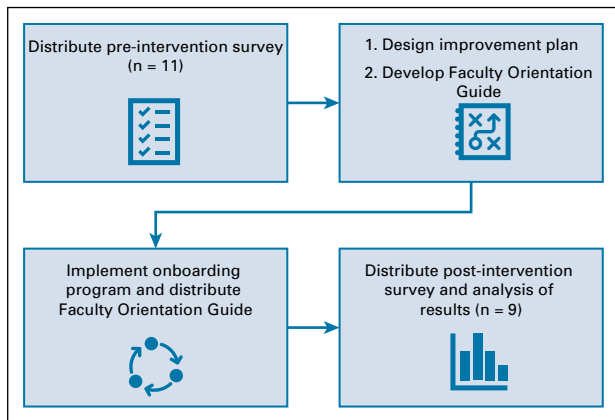 Distribute pre-intervention survey
(n = 11)
1. Design improvement plan
2. Develop Faculty Orientation
Guide
Implement onboarding
program and distribute
Faculty Orientation Guide
Distribute post-intervention
survey and analysis of
results (n = 9)